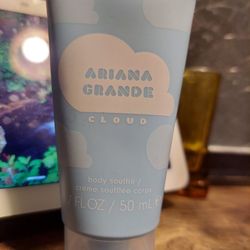 ARIANA
GRANDE
CLOUD
body soufflé /
crème soufflée corps
FL OZ / 50 mL